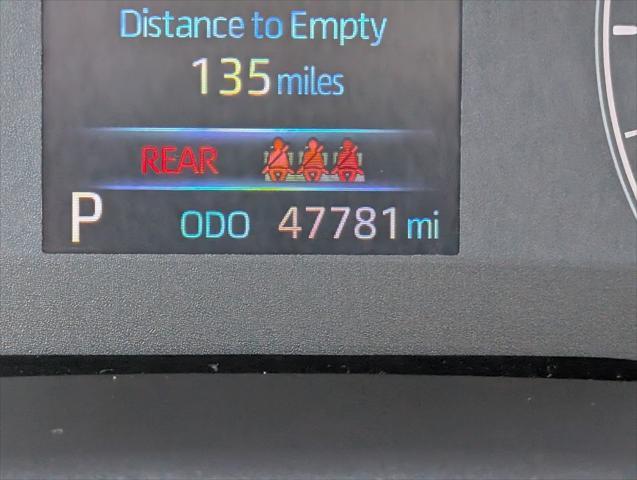 Distance to Empty
135 miles
REAR
P ODO 47781 mi